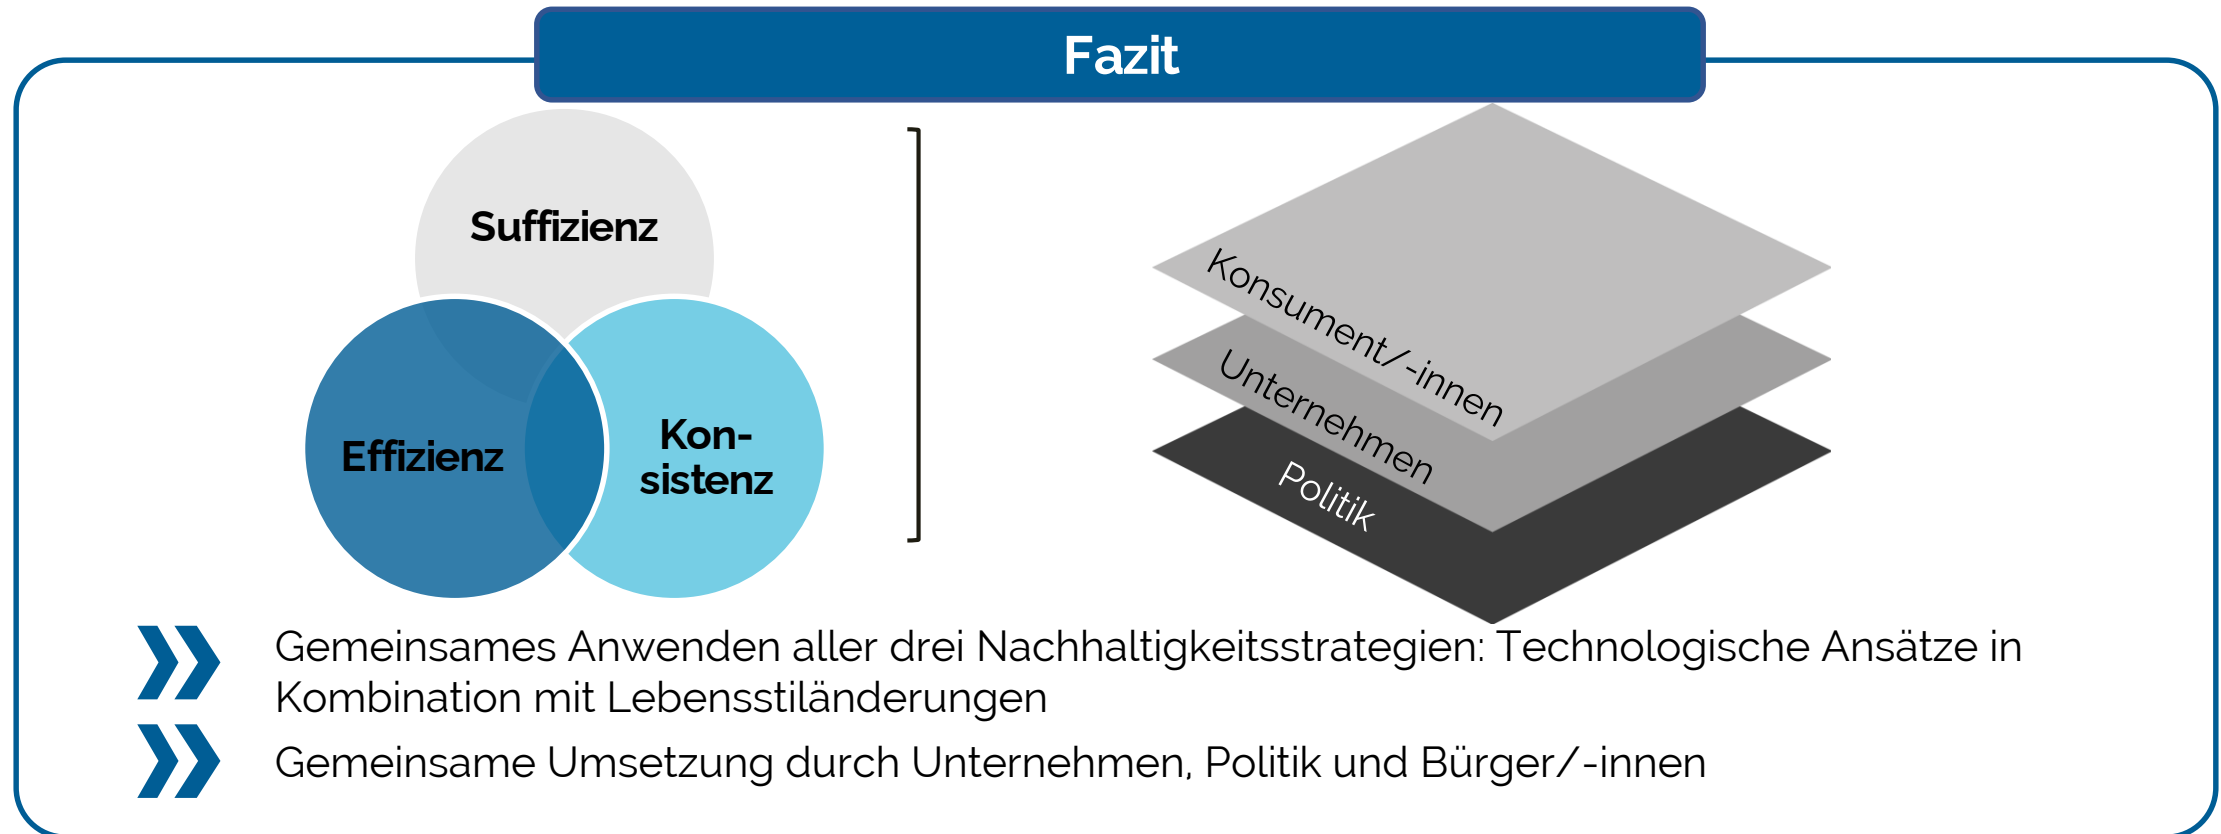 Fazit
Suffizienz
Effizienz
Kon-
sistenz
Konsument/-innen
Unternehmen
Politik
Gemeinsames Anwenden aller drei Nachhaltigkeitsstrategien: Technologische Ansätze in
Kombination mit Lebensstiländerungen
Gemeinsame Umsetzung durch Unternehmen, Politik und Bürger/-innen